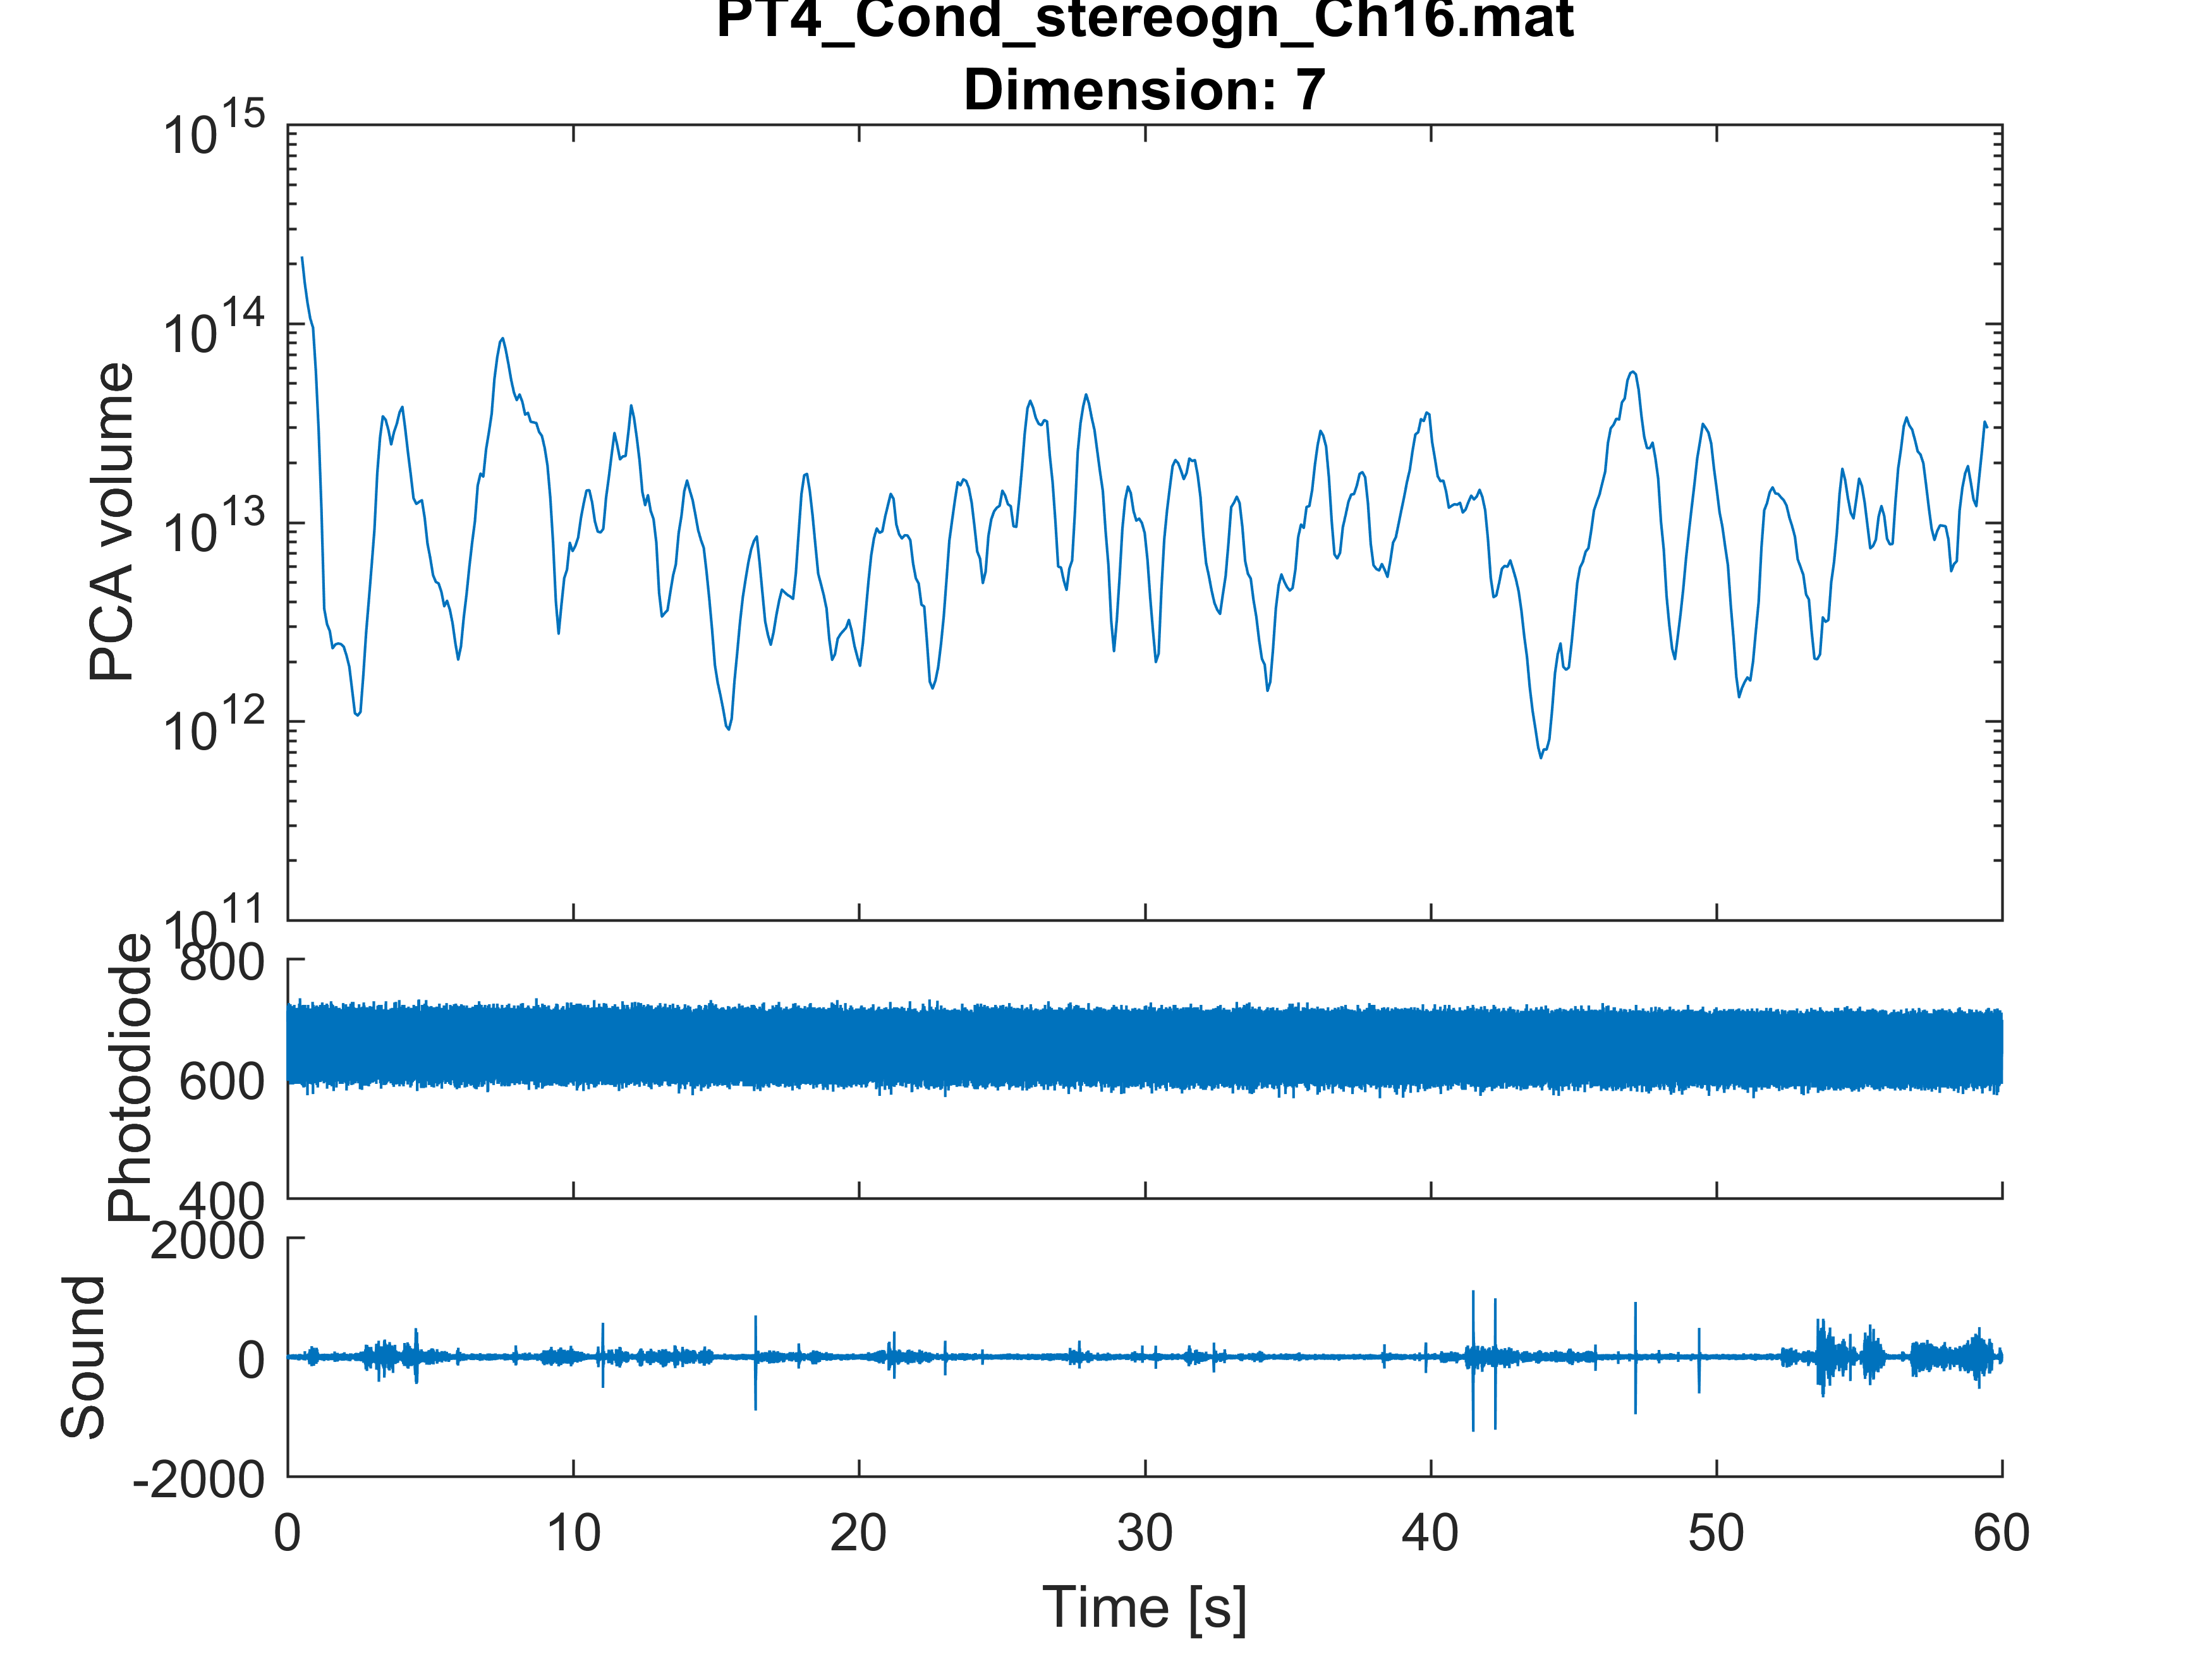 PT4_Cond_stereogn_Ch16.mat
Dimension: 7
10^15
10^14
10^13
10^12
10^11
PCA volume
800
600
400
Photodiode
2000
0
-2000
Sound
0 10 20 30 40 50 60
Time [s]